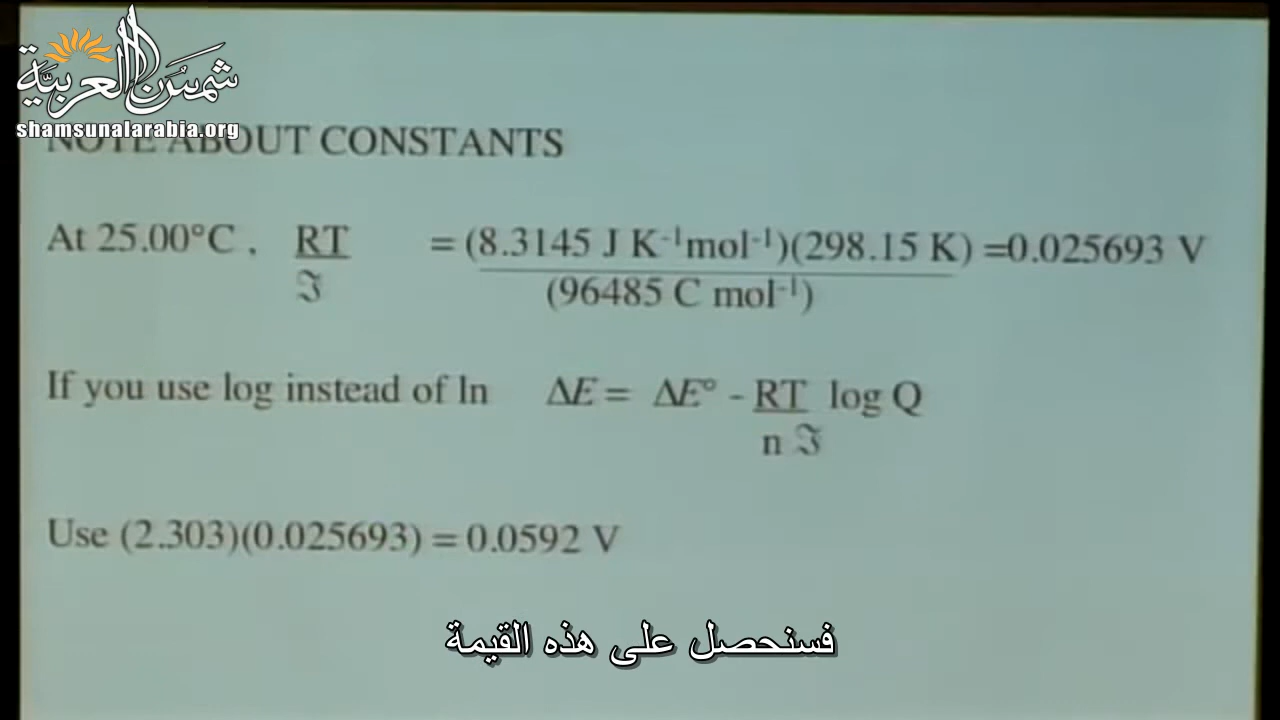 شمس العربية
shamsunalarabia.org
NOTE ABOUT CONSTANTS
At 25.00°C , RT = (8.3145 J K⁻¹mol⁻¹)(298.15 K) =0.025693 V
ℑ (96485 C mol⁻¹)
If you use log instead of ln ΔE = ΔE° - RT log Q
n ℑ
Use (2.303)(0.025693) = 0.0592 V
فسنحصل على هذه القيمة